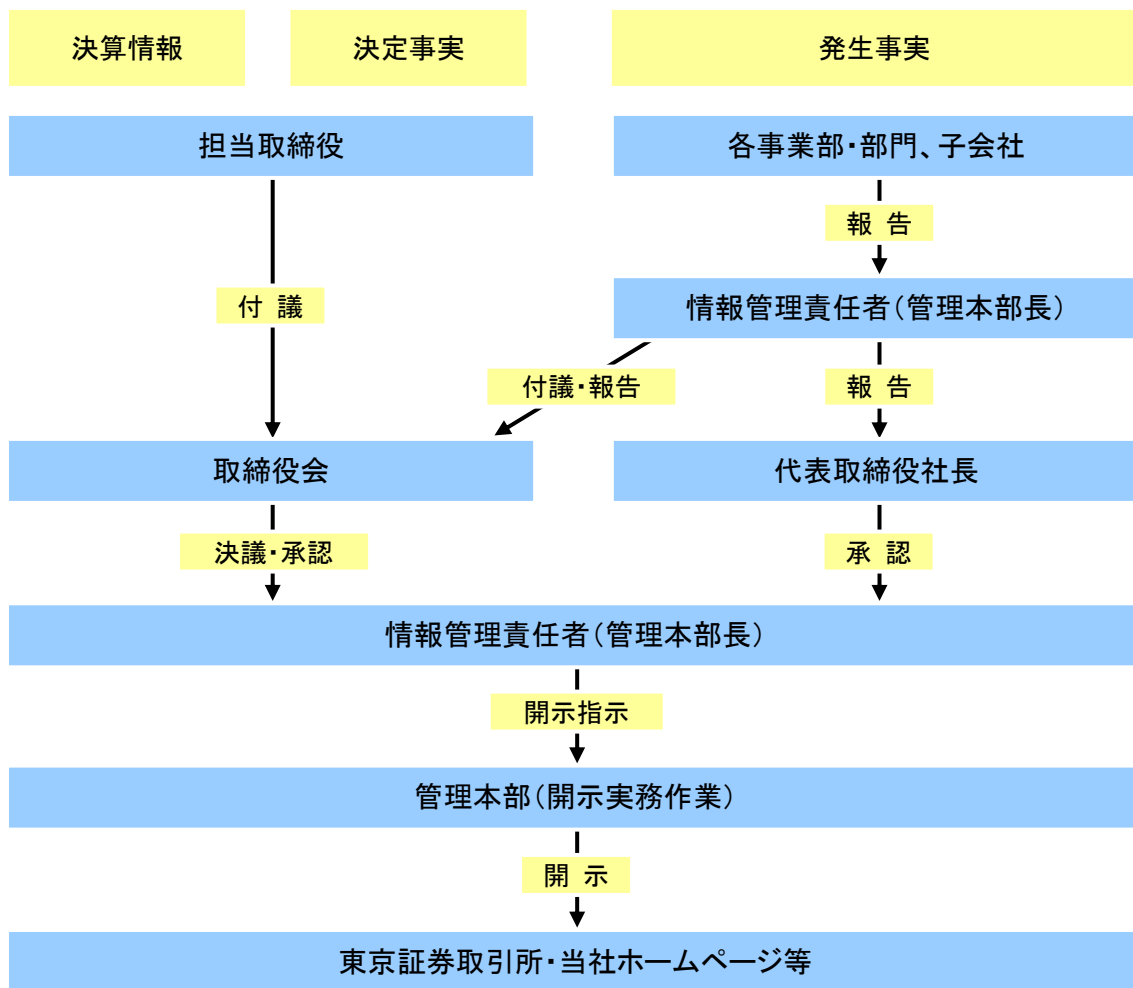 決算情報
決定事実
発生事実
担当取締役
各事業部・部門、子会社
報 告
付 議
情報管理責任者（管理本部長）
付議・報告
報 告
取締役会
代表取締役社長
決議・承認
承 認
情報管理責任者（管理本部長）
開示指示
管理本部（開示実務作業）
開 示
東京証券取引所・当社ホームページ等